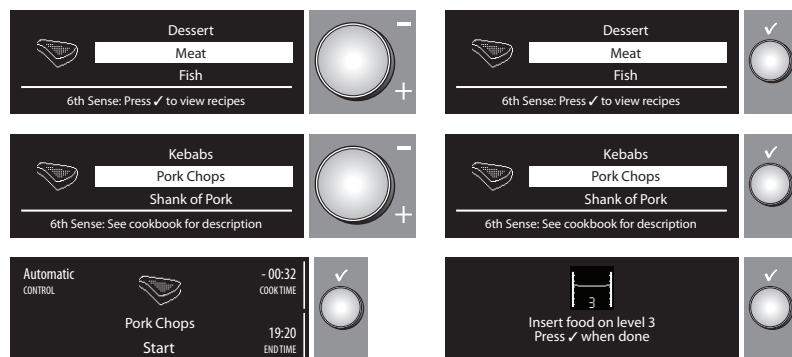 Dessert
Meat
Fish
6th Sense: Press ✓ to view recipes
− +
Dessert
Meat
Fish
6th Sense: Press ✓ to view recipes
✓
Kebabs
Pork Chops
Shank of Pork
6th Sense: See cookbook for description
− +
Kebabs
Pork Chops
Shank of Pork
6th Sense: See cookbook for description
✓
Automatic
CONTROL
- 00:32
COOK TIME
Pork Chops
Start
19:20
END TIME
✓
3
Insert food on level 3
Press ✓ when done
✓